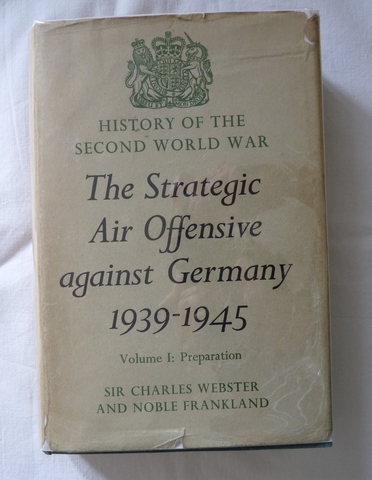 HISTORY OF THE
SECOND WORLD WAR
The Strategic
Air Offensive
against Germany
1939-1945
Volume I: Preparation
SIR CHARLES WEBSTER
AND NOBLE FRANKLAND